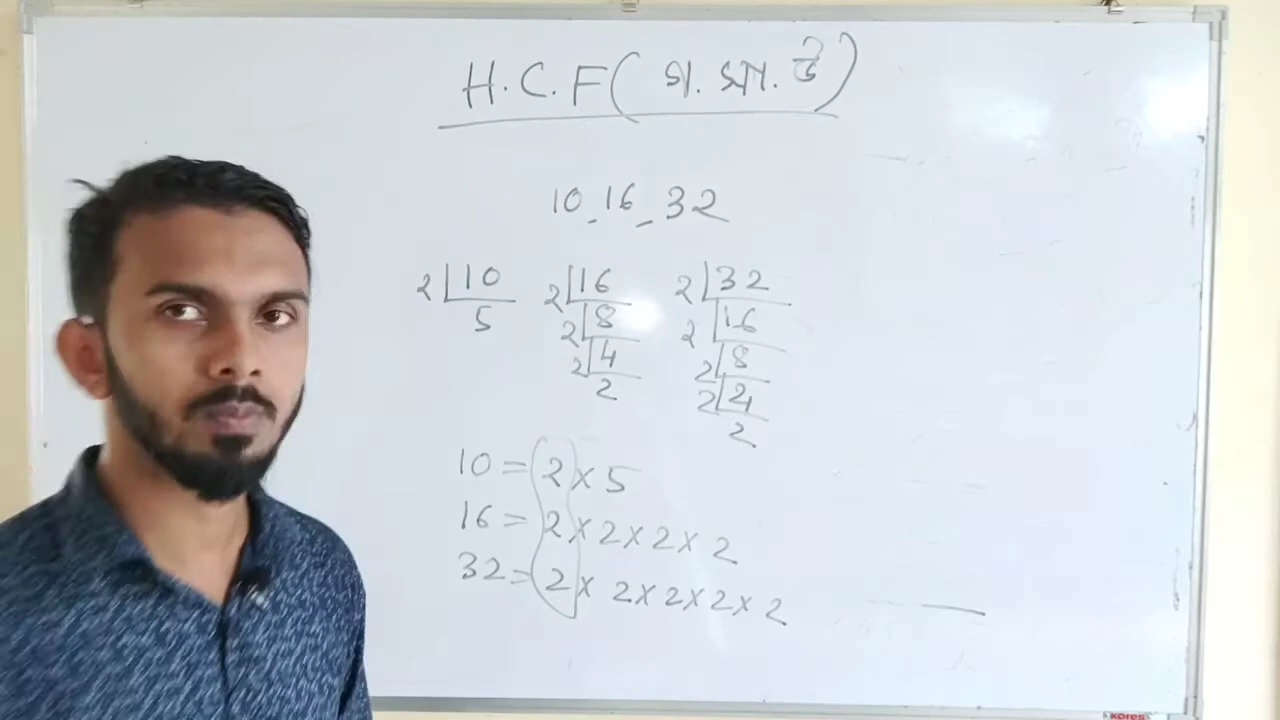 H.C.F (গ. সা. উ)
10, 16, 32
2 10 2 16 2 32
5 2 8 2 16
2 4 2 8
2 2 4
2
10 = 2 × 5
16 = 2 × 2 × 2 × 2
32 = 2 × 2 × 2 × 2 × 2
kores